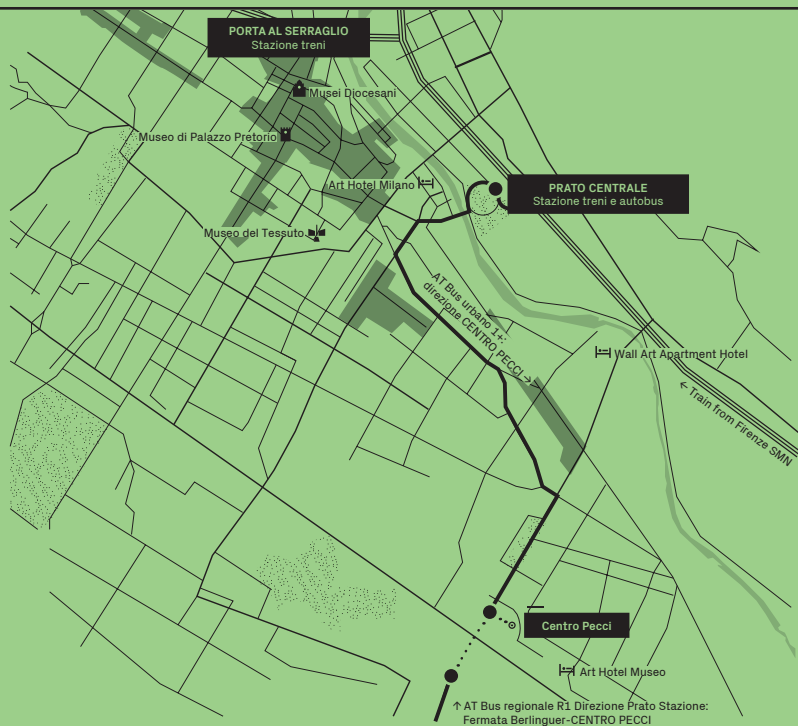 PORTA AL SERRAGLIO
Stazione treni
Musei Diocesani
Museo di Palazzo Pretorio
Art Hotel Milano
PRATO CENTRALE
Stazione treni e autobus
Museo del Tessuto
AT Bus urbano 1+:
direzione CENTRO PECCI →
Wall Art Apartment Hotel
← Train from Firenze SMN
Centro Pecci
Art Hotel Museo
↑ AT Bus regionale R1 Direzione Prato Stazione:
Fermata Berlinguer-CENTRO PECCI